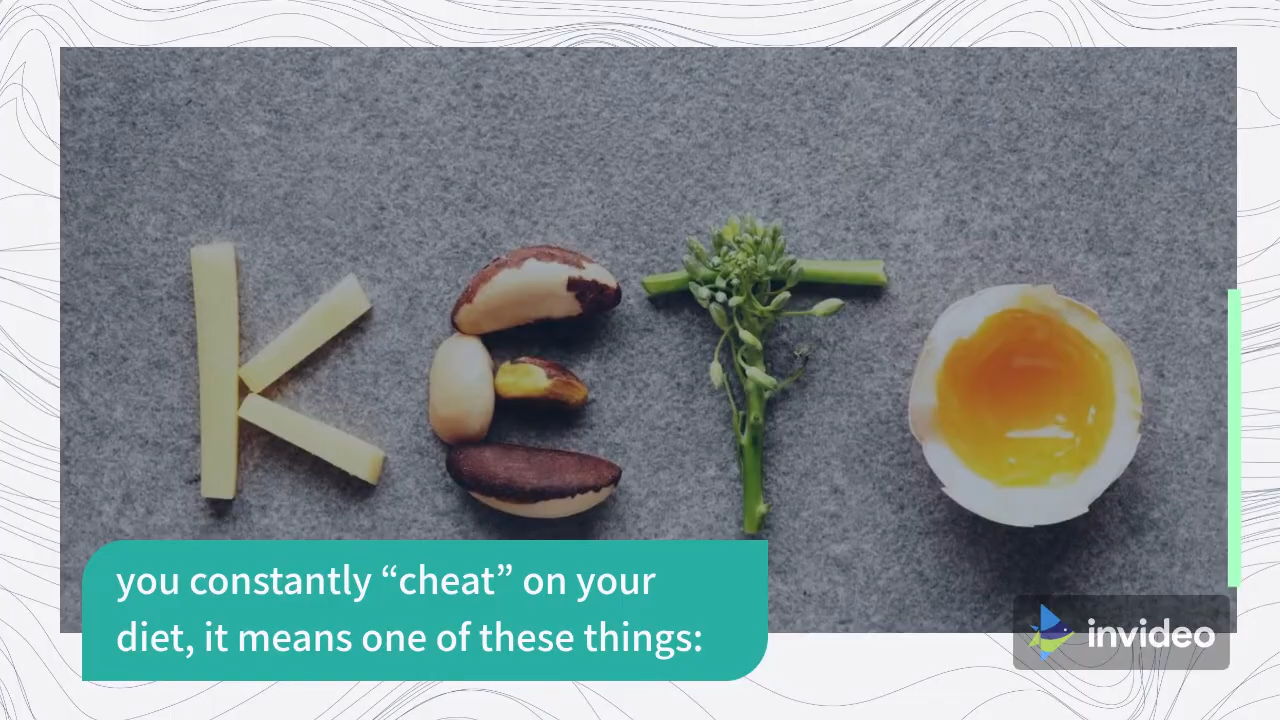 KETO
you constantly “cheat” on your
diet, it means one of these things:
invideo